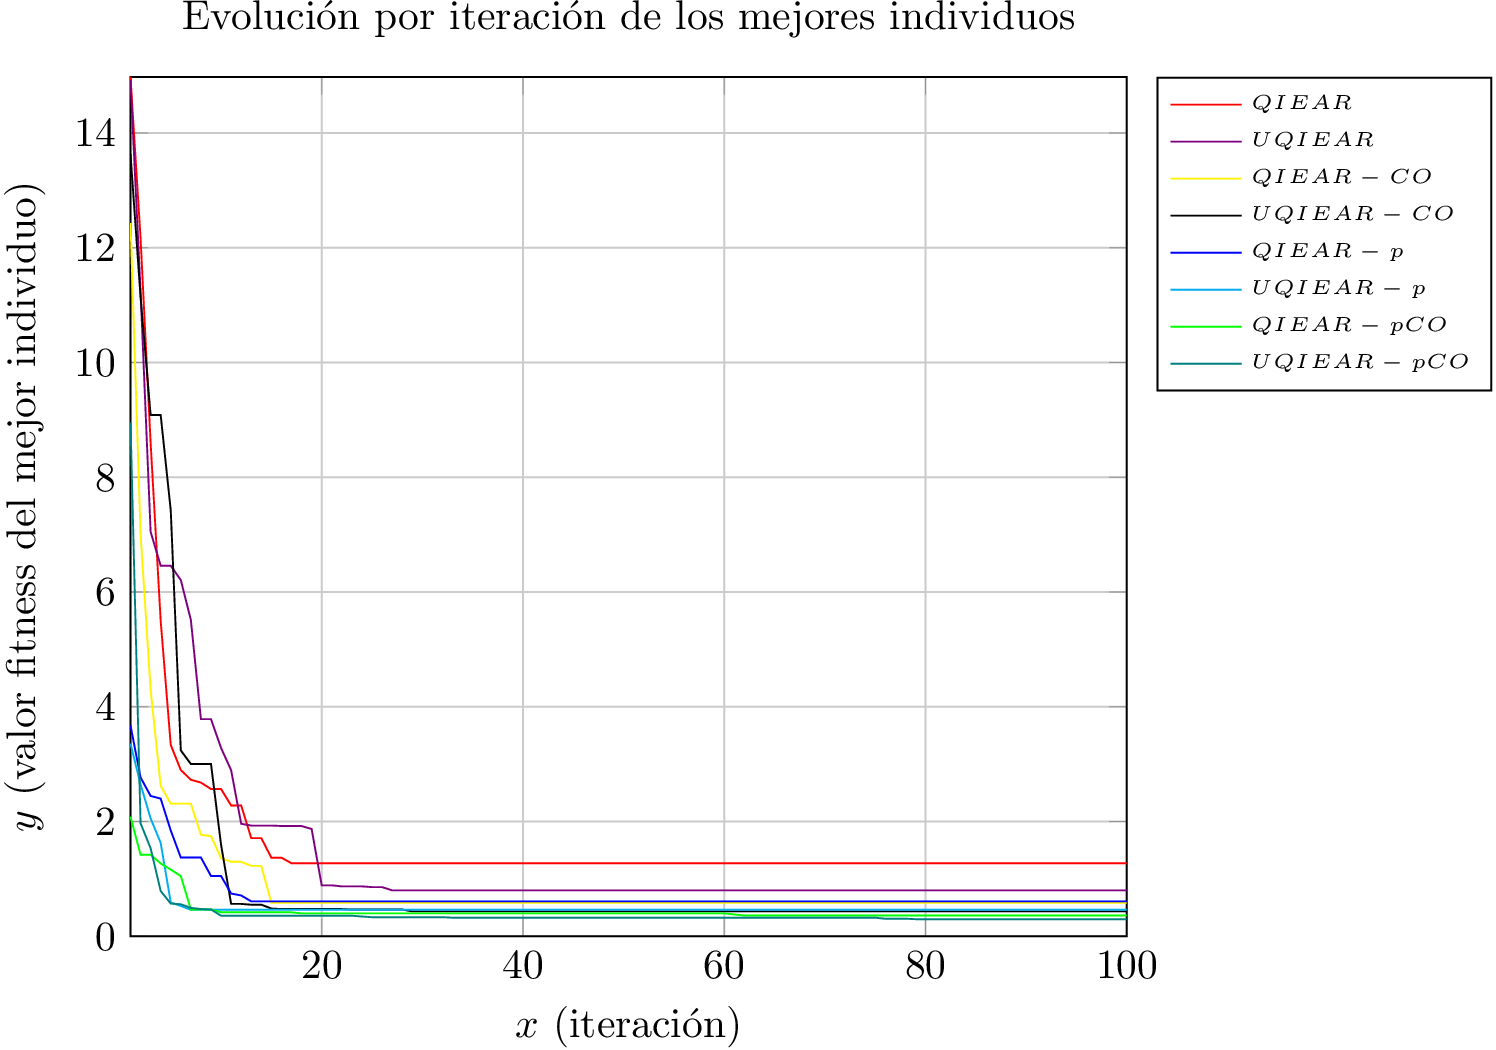 Evolución por iteración de los mejores individuos
y (valor fitness del mejor individuo)
14
12
10
8
6
4
2
0
20
40
60
80
100
x (iteración)
QIEAR
UQIEAR
QIEAR − CO
UQIEAR − CO
QIEAR − p
UQIEAR − p
QIEAR − pCO
UQIEAR − pCO